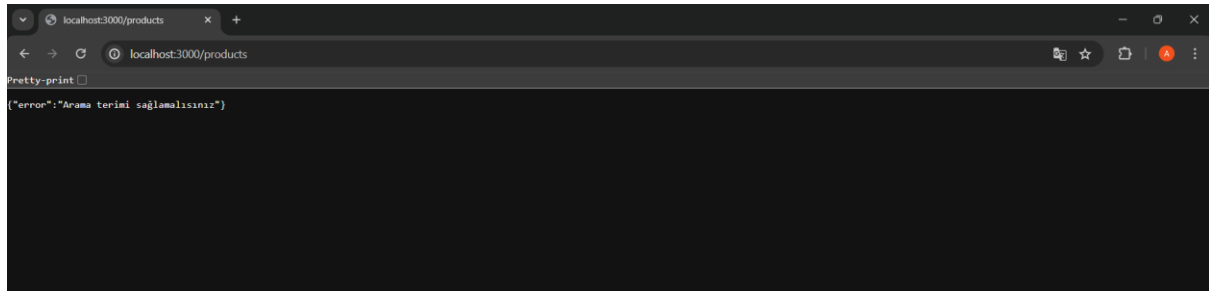 localhost:3000/products
localhost:3000/products
A
Pretty-print
{"error":"Arama terimi sağlamalısınız"}